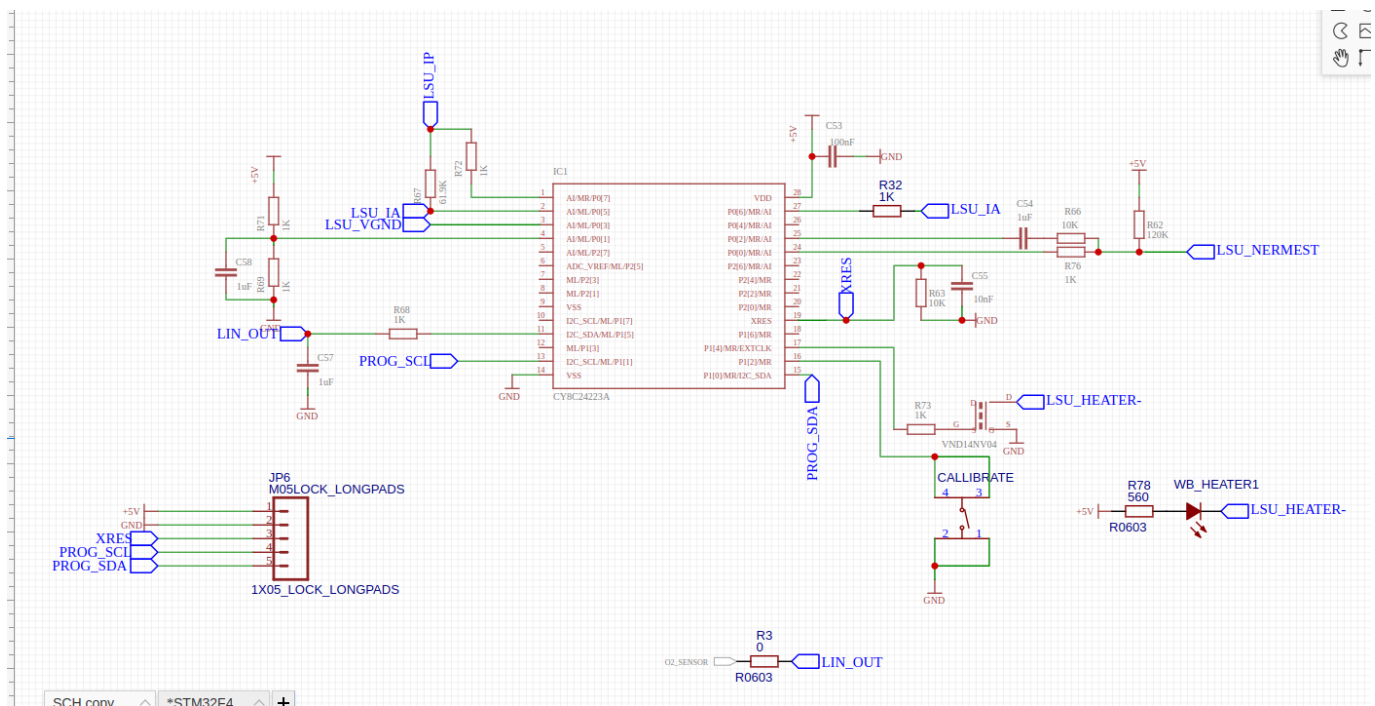 LSU_IP
R72
1K
R67
61.9K
LSU_IA
LSU_VGND
+5V
R71
1K
C58
1uF
R69
1K
GND
LIN_OUT
R68
1K
C57
1uF
GND
PROG_SCL
GND
IC1
1 AI/MR/P0[7]
2 AI/ML/P0[5]
3 AI/ML/P0[3]
4 AI/ML/P0[1]
5 AI/ML/P2[7]
6 ADC_VREF/ML/P2[5]
7 ML/P2[3]
8 ML/P2[1]
9 VSS
10 I2C_SCL/ML/P1[7]
11 I2C_SDA/ML/P1[5]
12 ML/P1[3]
13 I2C_SCL/ML/P1[1]
14 VSS
VDD 28
P0[6]/MR/AI 27
P0[4]/MR/AI 26
P0[2]/MR/AI 25
P0[0]/MR/AI 24
P2[6]/MR/AI 23
P2[4]/MR 22
P2[2]/MR 21
P2[0]/MR 20
XRES 19
P1[6]/MR 18
P1[4]/MR/EXTCLK 17
P1[2]/MR 16
P1[0]/MR/I2C_SDA 15
CY8C24223A
+5V
C53
100nF
GND
R32
1K
LSU_IA
C54
1uF
R66
10K
R76
1K
+5V
R62
120K
LSU_NERMEST
XRES
R63
10K
C55
10nF
GND
PROG_SDA
R73
1K
G
D
D
S
G
S
LSU_HEATER-
VND14NV04
GND
CALLIBRATE
4 3
2 1
GND
R78
560
+5V
R0603
WB_HEATER1
LSU_HEATER-
JP6
M05LOCK_LONGPADS
+5V 1
GND 2
XRES 3
PROG_SCL 4
PROG_SDA 5
1X05_LOCK_LONGPADS
R3
0
O2_SENSOR
LIN_OUT
R0603
SCH copy
*STM32F4